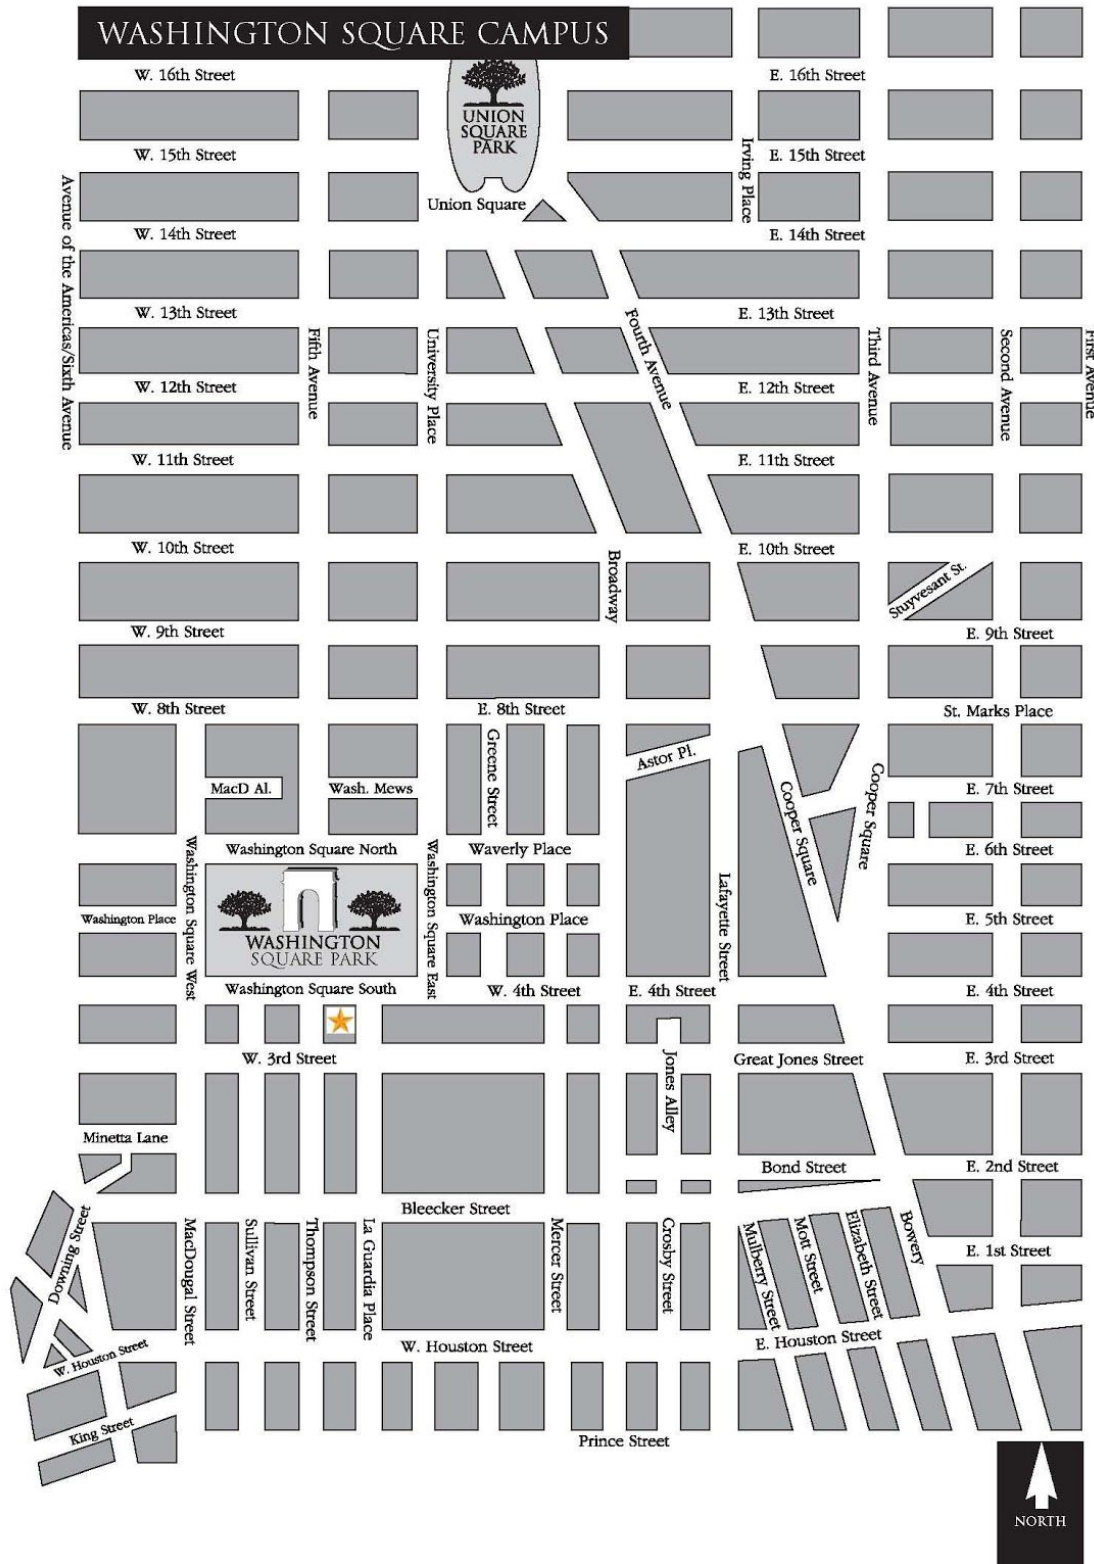 WASHINGTON SQUARE CAMPUS
W. 16th Street
E. 16th Street
UNION
SQUARE
PARK
W. 15th Street
E. 15th Street
Irving Place
Avenue of the Americas/Sixth Avenue
Union Square
W. 14th Street
E. 14th Street
W. 13th Street
E. 13th Street
Fourth Avenue
Fifth Avenue
University Place
Third Avenue
Second Avenue
First Avenue
W. 12th Street
E. 12th Street
W. 11th Street
E. 11th Street
W. 10th Street
E. 10th Street
Broadway
Stuyvesant St.
W. 9th Street
E. 9th Street
W. 8th Street
E. 8th Street
St. Marks Place
Greene Street
Astor Pl.
MacD Al.
Wash. Mews
Cooper Square
Cooper Square
E. 7th Street
Washington Square North
Waverly Place
E. 6th Street
Washington Square West
Washington Square East
Lafayette Street
Washington Place
Washington Place
E. 5th Street
WASHINGTON
SQUARE PARK
Washington Square South
W. 4th Street
E. 4th Street
E. 4th Street
W. 3rd Street
Jones Alley
Great Jones Street
E. 3rd Street
Minetta Lane
Bond Street
E. 2nd Street
Bleecker Street
Downing Street
MacDougal Street
Sullivan Street
Thompson Street
La Guardia Place
Mercer Street
Crosby Street
Mulberry Street
Mott Street
Elizabeth Street
Bowery
E. 1st Street
W. Houston Street
W. Houston Street
E. Houston Street
King Street
Prince Street
NORTH